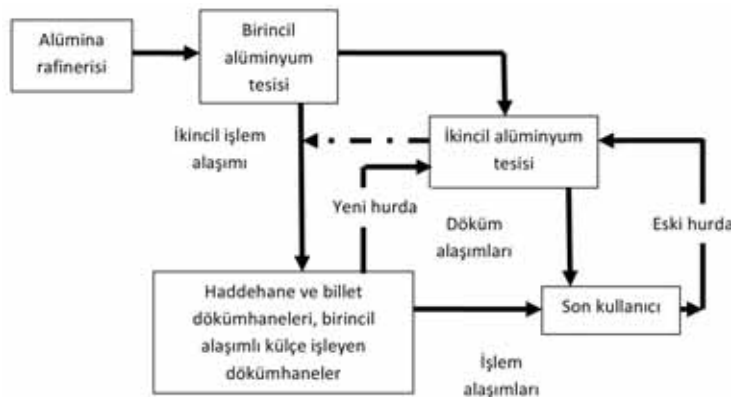 Alümina
rafinerisi
Birincil
alüminyum
tesisi
İkincil işlem
alaşımı
İkincil alüminyum
tesisi
Yeni hurda
Döküm
alaşımları
Eski hurda
Haddehane ve billet
dökümhaneleri, birincil
alaşımlı külçe işleyen
dökümhaneler
Son kullanıcı
İşlem
alaşımları